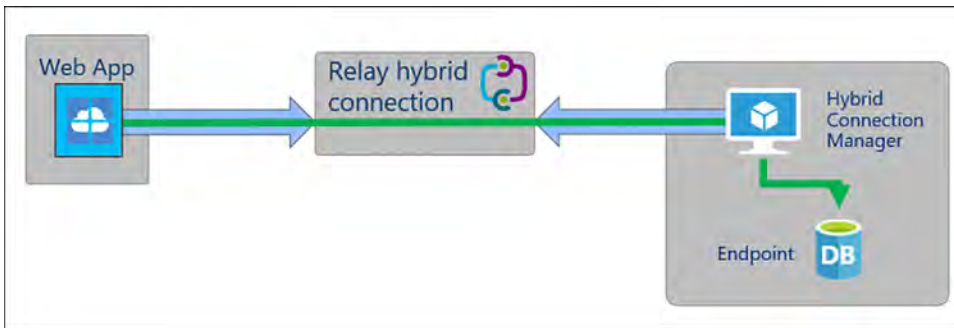 Web App
Relay hybrid
connection
Hybrid
Connection
Manager
Endpoint
DB